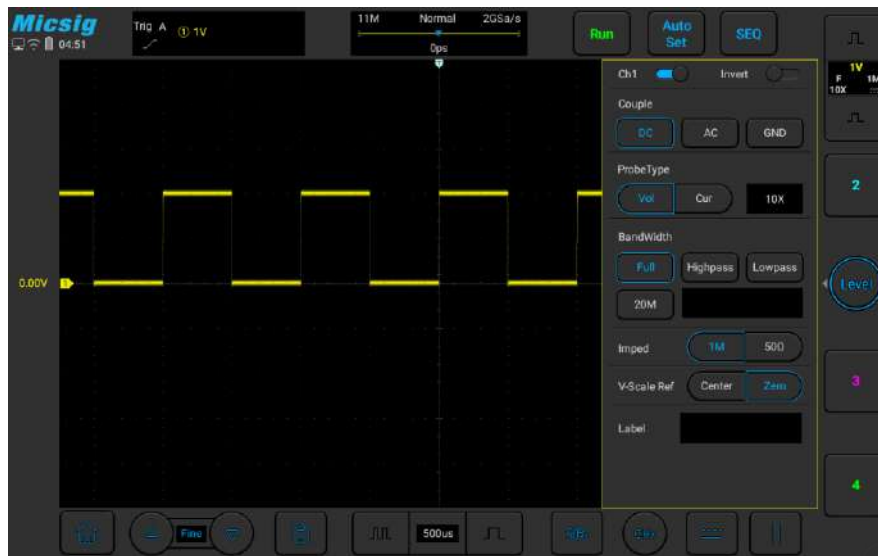 Micsig
04:51
Trig A
1 1V
11M Normal 2GSa/s
0ps
Run
Auto
Set
SEQ
Ch1 Invert
1V
F 1M
10X
Couple
DC AC GND
ProbeType
Vol Cur 10X
2
BandWidth
Full Highpass Lowpass
0.00V 1
Level
20M
Imped 1M 50Ω
V-Scale Ref Center Zero
3
Label
4
Fine
500us